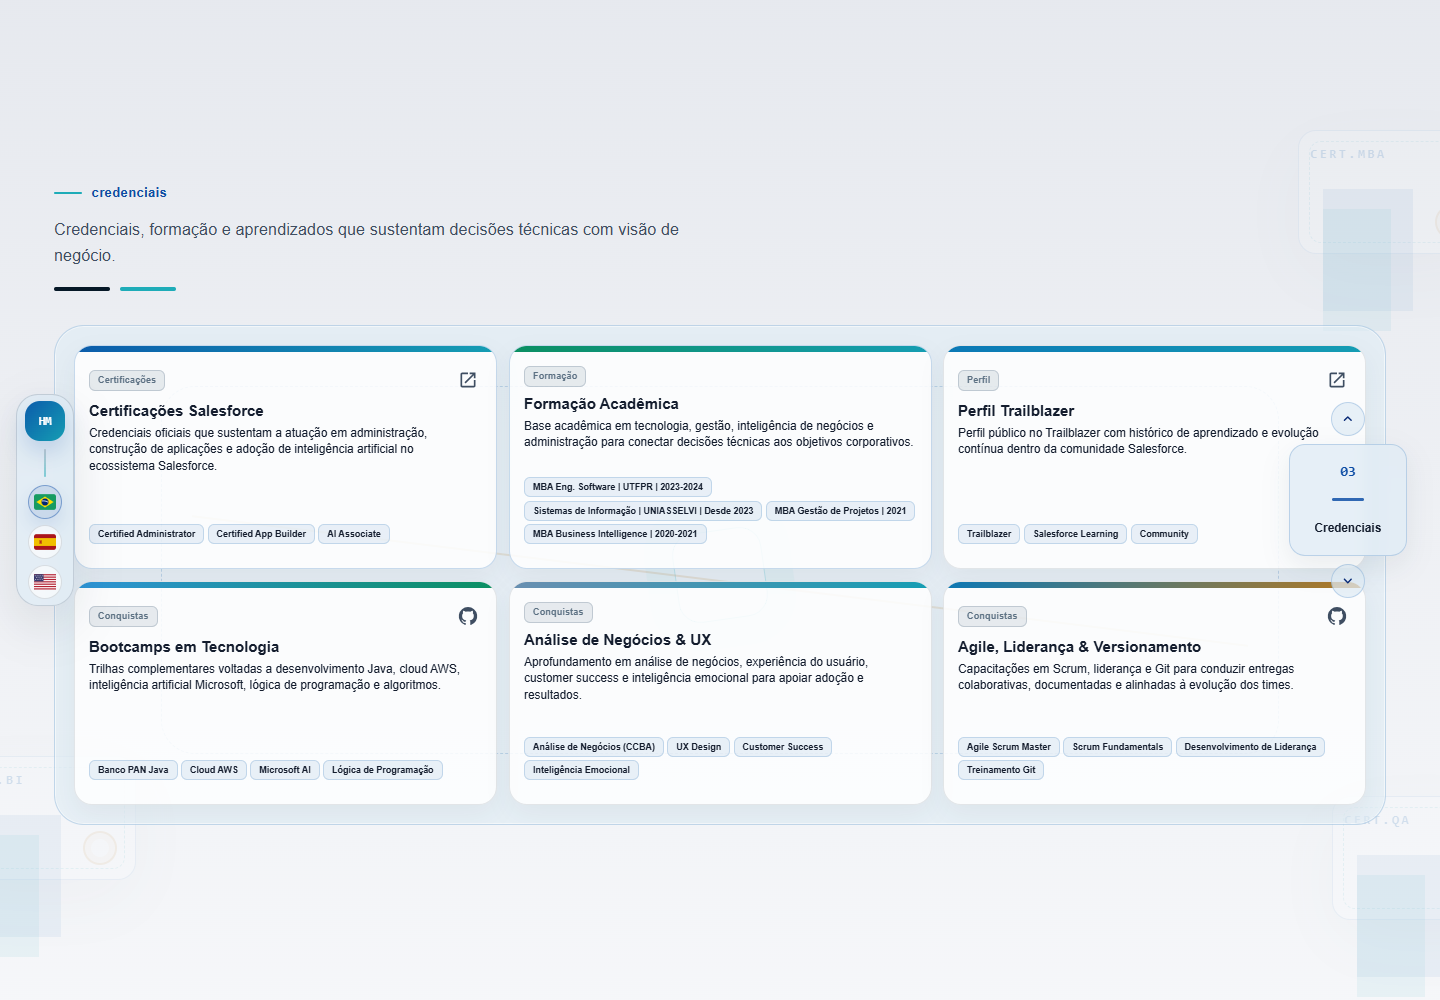 CERT.MBA
credenciais
Credenciais, formação e aprendizados que sustentam decisões técnicas com visão de
negócio.
HM
Certificações
Certificações Salesforce
Credenciais oficiais que sustentam a atuação em administração,
construção de aplicações e adoção de inteligência artificial no
ecossistema Salesforce.
Certified Administrator
Certified App Builder
AI Associate
Formação
Formação Acadêmica
Base acadêmica em tecnologia, gestão, inteligência de negócios e
administração para conectar decisões técnicas aos objetivos corporativos.
MBA Eng. Software | UTFPR | 2023-2024
Sistemas de Informação | UNIASSELVI | Desde 2023
MBA Gestão de Projetos | 2021
MBA Business Intelligence | 2020-2021
Perfil
Perfil Trailblazer
Perfil público no Trailblazer com histórico de aprendizado e evolução
contínua dentro da comunidade Salesforce.
Trailblazer
Salesforce Learning
Community
03
Credenciais
Conquistas
Bootcamps em Tecnologia
Trilhas complementares voltadas a desenvolvimento Java, cloud AWS,
inteligência artificial Microsoft, lógica de programação e algoritmos.
Banco PAN Java
Cloud AWS
Microsoft AI
Lógica de Programação
Conquistas
Análise de Negócios & UX
Aprofundamento em análise de negócios, experiência do usuário,
customer success e inteligência emocional para apoiar adoção e
resultados.
Análise de Negócios (CCBA)
UX Design
Customer Success
Inteligência Emocional
Conquistas
Agile, Liderança & Versionamento
Capacitações em Scrum, liderança e Git para conduzir entregas
colaborativas, documentadas e alinhadas à evolução dos times.
Agile Scrum Master
Scrum Fundamentals
Desenvolvimento de Liderança
Treinamento Git
.BI
CERT.QA